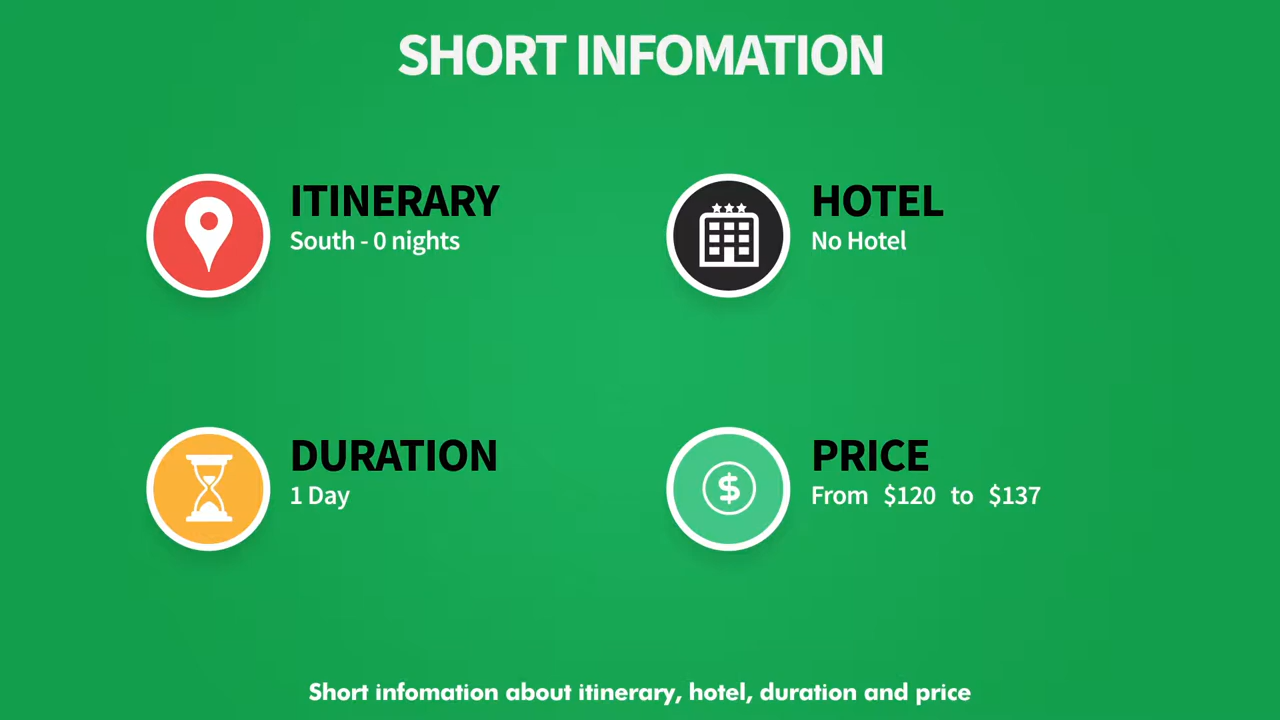 SHORT INFOMATION
ITINERARY
South - 0 nights
HOTEL
No Hotel
DURATION
1 Day
PRICE
From $120 to $137
Short infomation about itinerary, hotel, duration and price